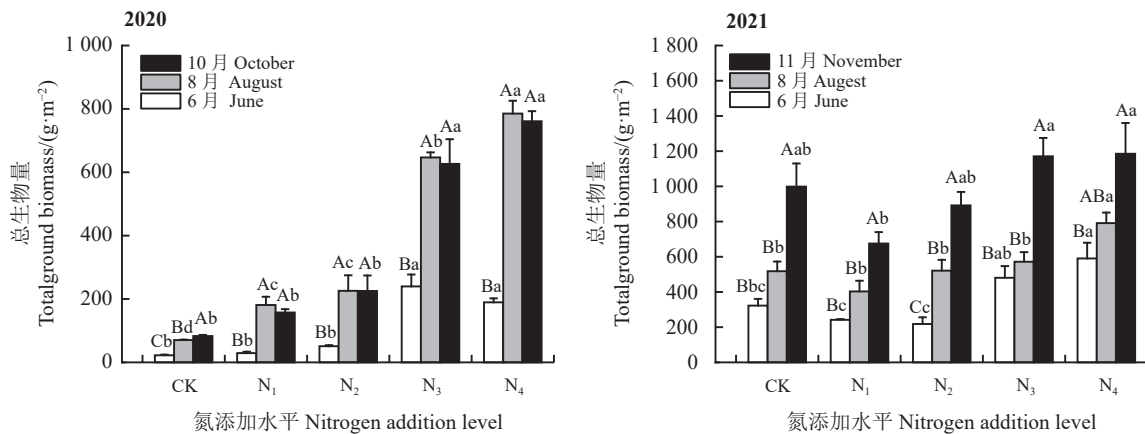 2020
1 000
800
600
400
200
0
总生物量
Totalground biomass/(g·m⁻²)
10 月 October
8 月 August
6 月 June
Cb Bd Ab
Bb Ac Ab
Bb Ac Ab
Ba Ab Aa
Ba Aa Aa
CK N₁ N₂ N₃ N₄
氮添加水平 Nitrogen addition level
2021
1 800
1 600
1 400
1 200
1 000
800
600
400
200
0
总生物量
Totalground biomass/(g·m⁻²)
11 月 November
8 月 Augest
6 月 June
Bbc Bb Aab
Bc Bb Ab
Cc Bb Aab
Bab Bb Aa
Ba ABa Aa
CK N₁ N₂ N₃ N₄
氮添加水平 Nitrogen addition level